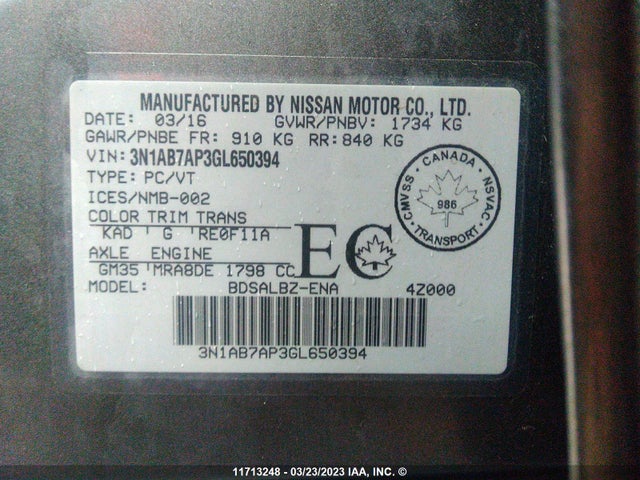 MANUFACTURED BY NISSAN MOTOR CO., LTD.
DATE: 03/16 GVWR/PNBV: 1734 KG
GAWR/PNBE FR: 910 KG RR: 840 KG
VIN: 3N1AB7AP3GL650394
TYPE: PC/VT
ICES/NMB-002
COLOR TRIM TRANS
KAD ' G 'RE0F11A
AXLE ENGINE
GM35 'MRA8DE 1798 CC
MODEL: BDSALBZ-ENA 4Z000
EC
CANADA
CMVSS NSVAC
986
TRANSPORT
3N1AB7AP3GL650394
11713248 - 03/23/2023 IAA, INC. ©